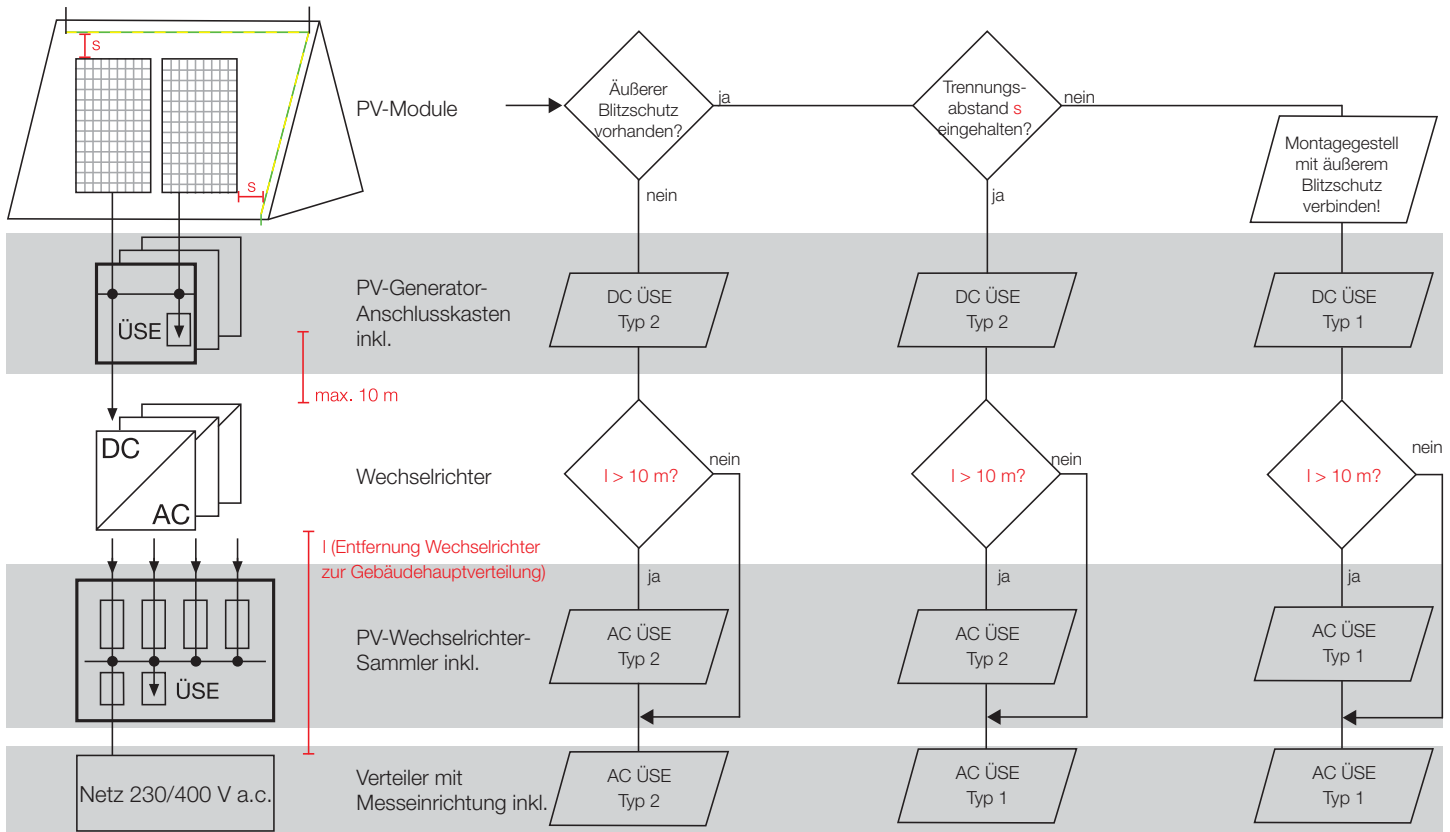 s
s
PV-Module
Äußerer
Blitzschutz
vorhanden?
ja
nein
Trennungs-
abstand s
eingehalten?
nein
ja
Montagegestell
mit äußerem
Blitzschutz
verbinden!
ÜSE
PV-Generator-
Anschlusskasten
inkl.
DC ÜSE
Typ 2
DC ÜSE
Typ 2
DC ÜSE
Typ 1
max. 10 m
DC
AC
Wechselrichter
l > 10 m?
nein
ja
l > 10 m?
nein
ja
l > 10 m?
nein
ja
l (Entfernung Wechselrichter
zur Gebäudehauptverteilung)
ÜSE
PV-Wechselrichter-
Sammler inkl.
AC ÜSE
Typ 2
AC ÜSE
Typ 2
AC ÜSE
Typ 1
Netz 230/400 V a.c.
Verteiler mit
Messeinrichtung inkl.
AC ÜSE
Typ 2
AC ÜSE
Typ 1
AC ÜSE
Typ 1